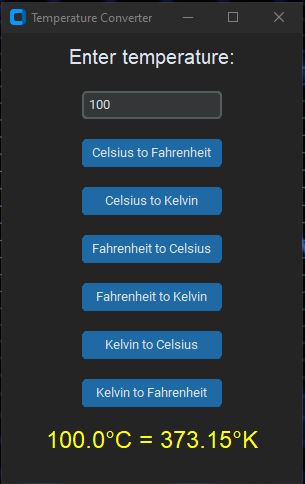 Temperature Converter
Enter temperature:
100
Celsius to Fahrenheit
Celsius to Kelvin
Fahrenheit to Celsius
Fahrenheit to Kelvin
Kelvin to Celsius
Kelvin to Fahrenheit
100.0°C = 373.15°K